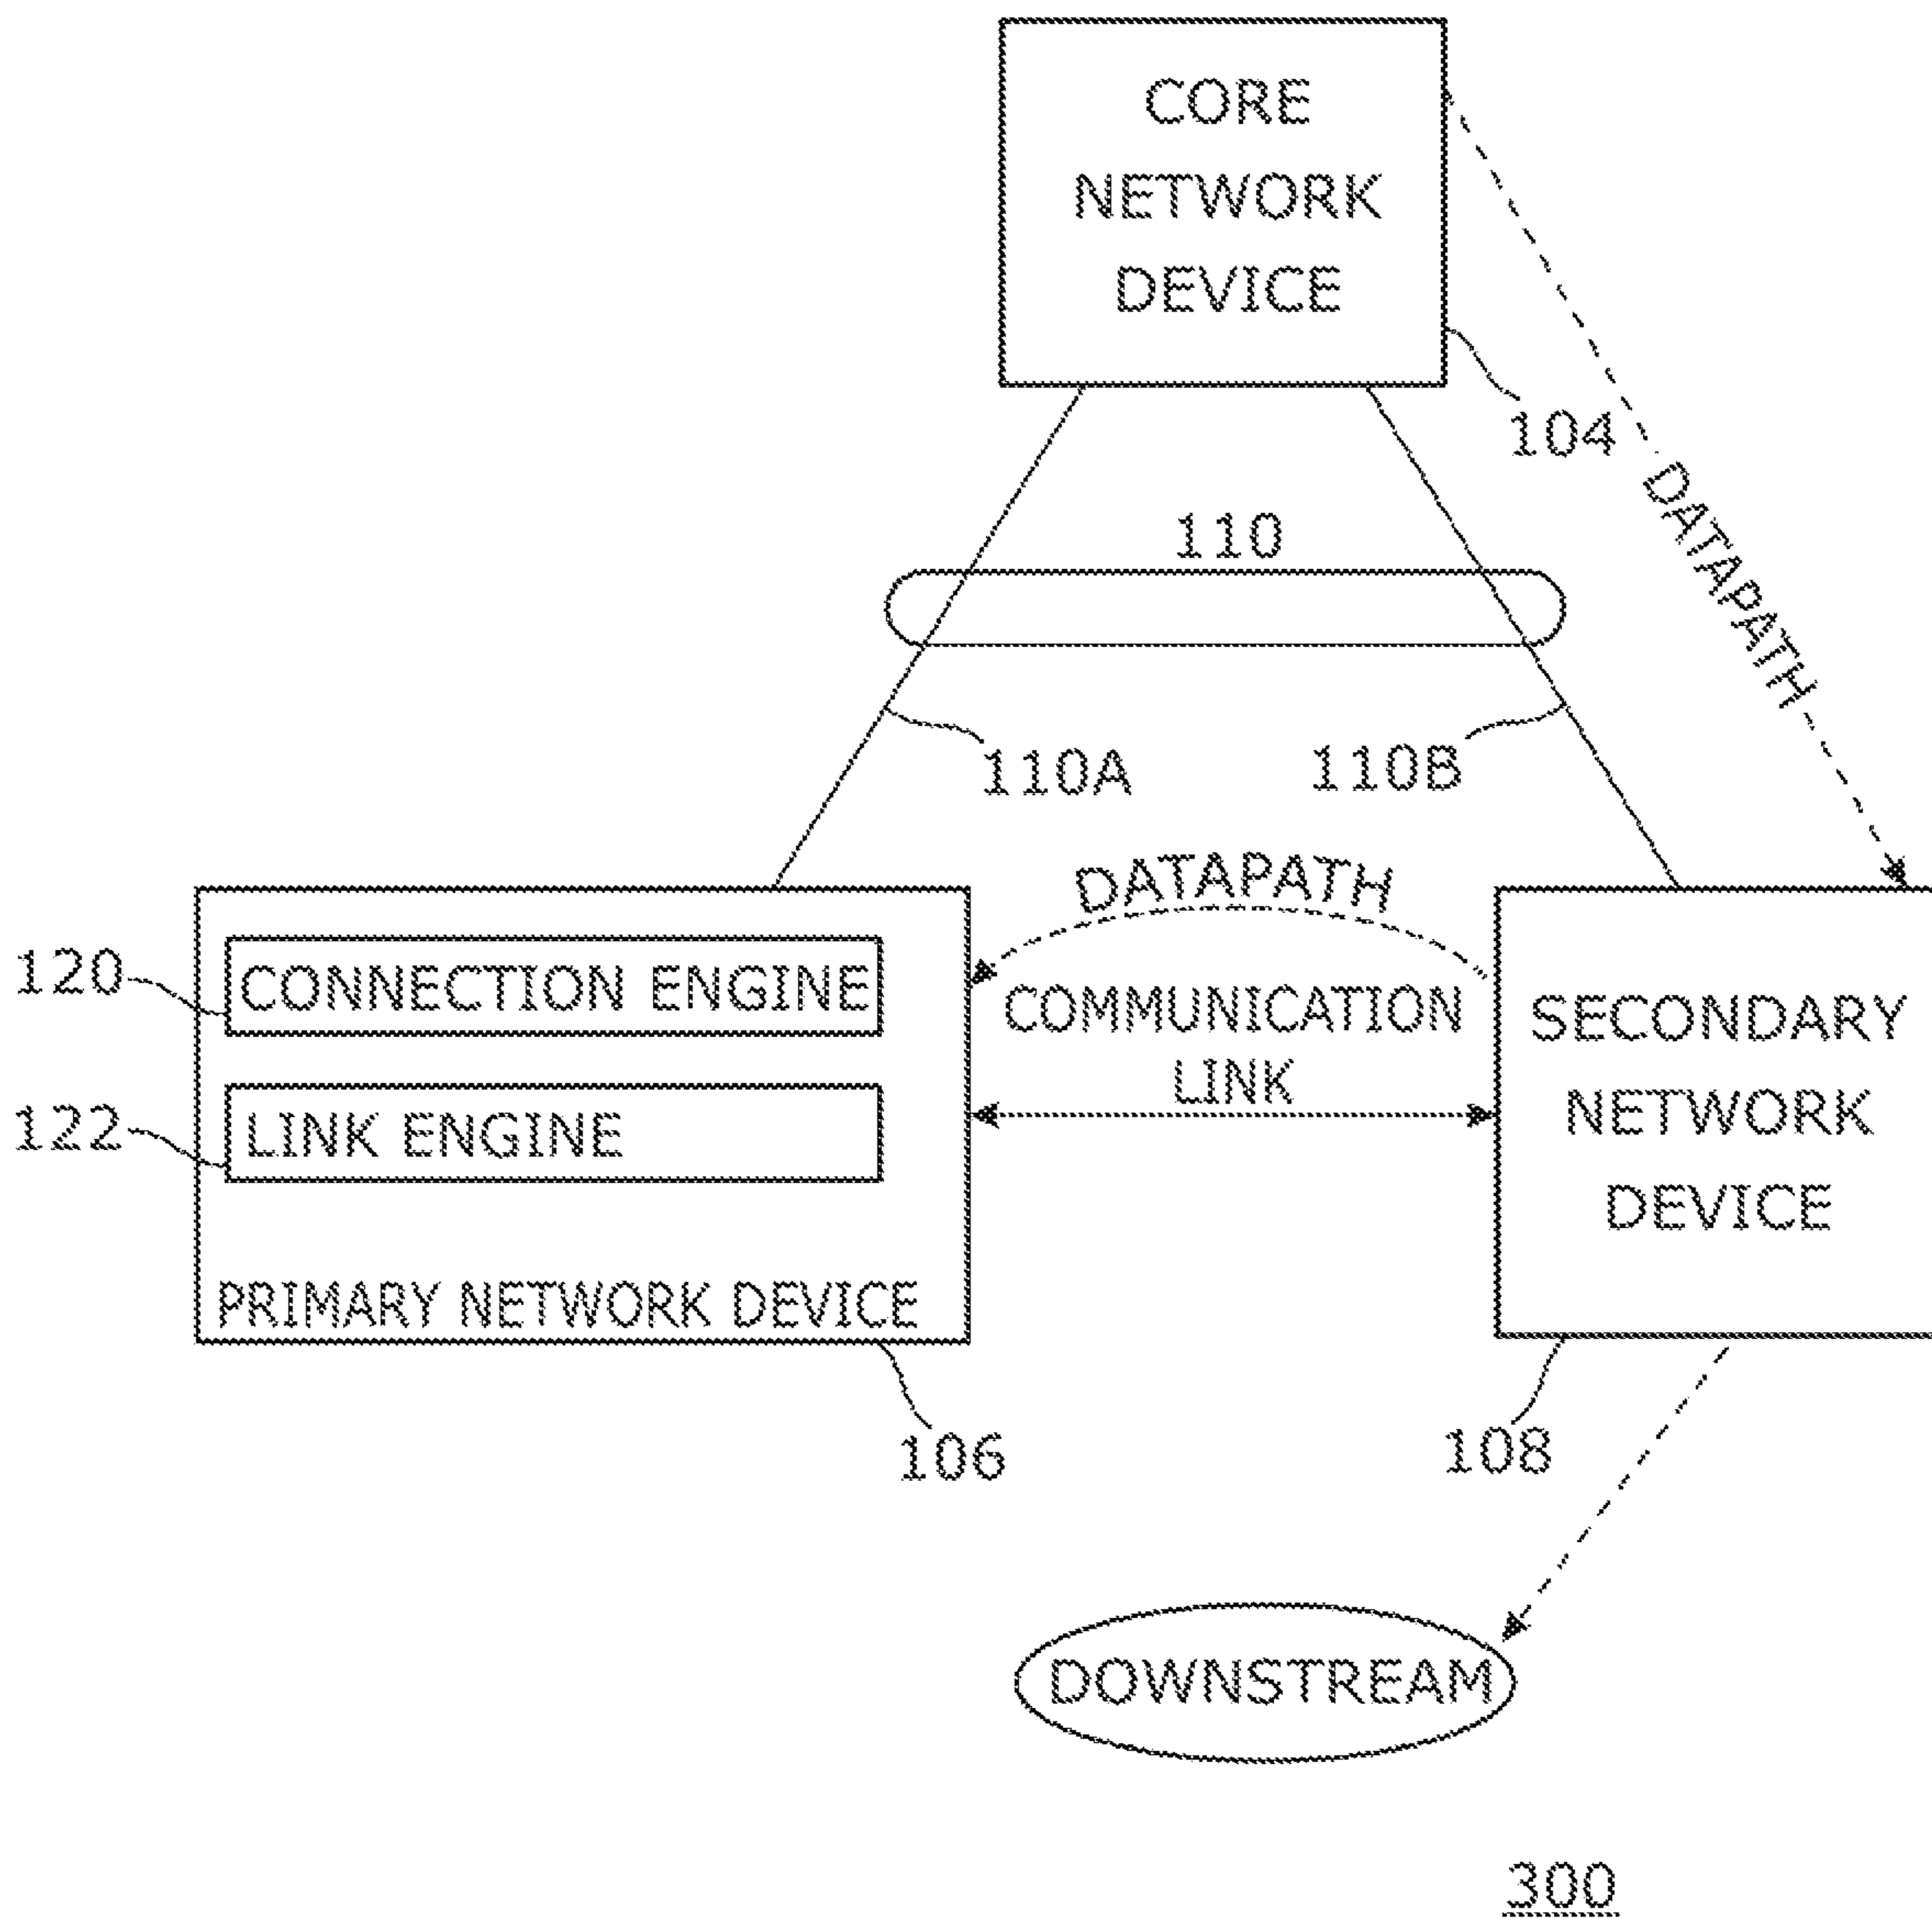 CORE
NETWORK
DEVICE
104
DATAPATH
110
110A
110B
DATAPATH
120
CONNECTION ENGINE
COMMUNICATION
LINK
122
LINK ENGINE
PRIMARY NETWORK DEVICE
SECONDARY
NETWORK
DEVICE
106
108
DOWNSTREAM
300